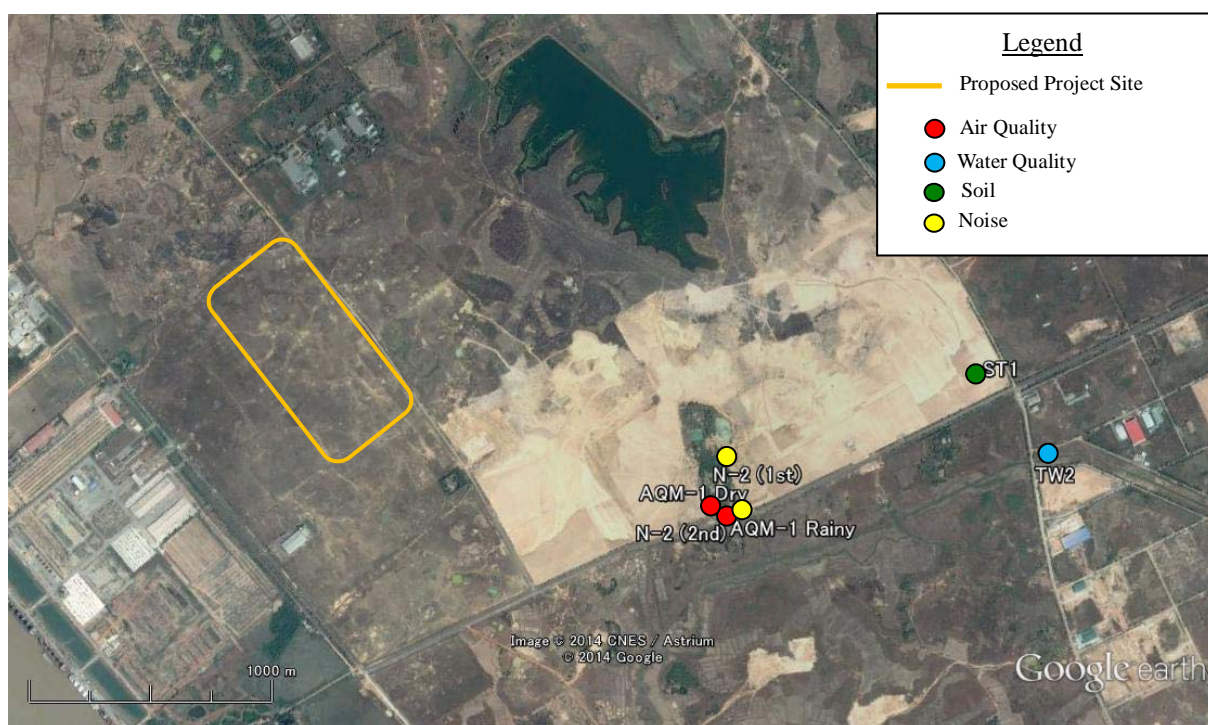 Legend
Proposed Project Site
Air Quality
Water Quality
Soil
Noise
ST1
TW2
N-2 (1st)
AQM-1 Dry
N-2 (2nd)
AQM-1 Rainy
Image © 2014 CNES / Astrium
© 2014 Google
1000 m
Google earth